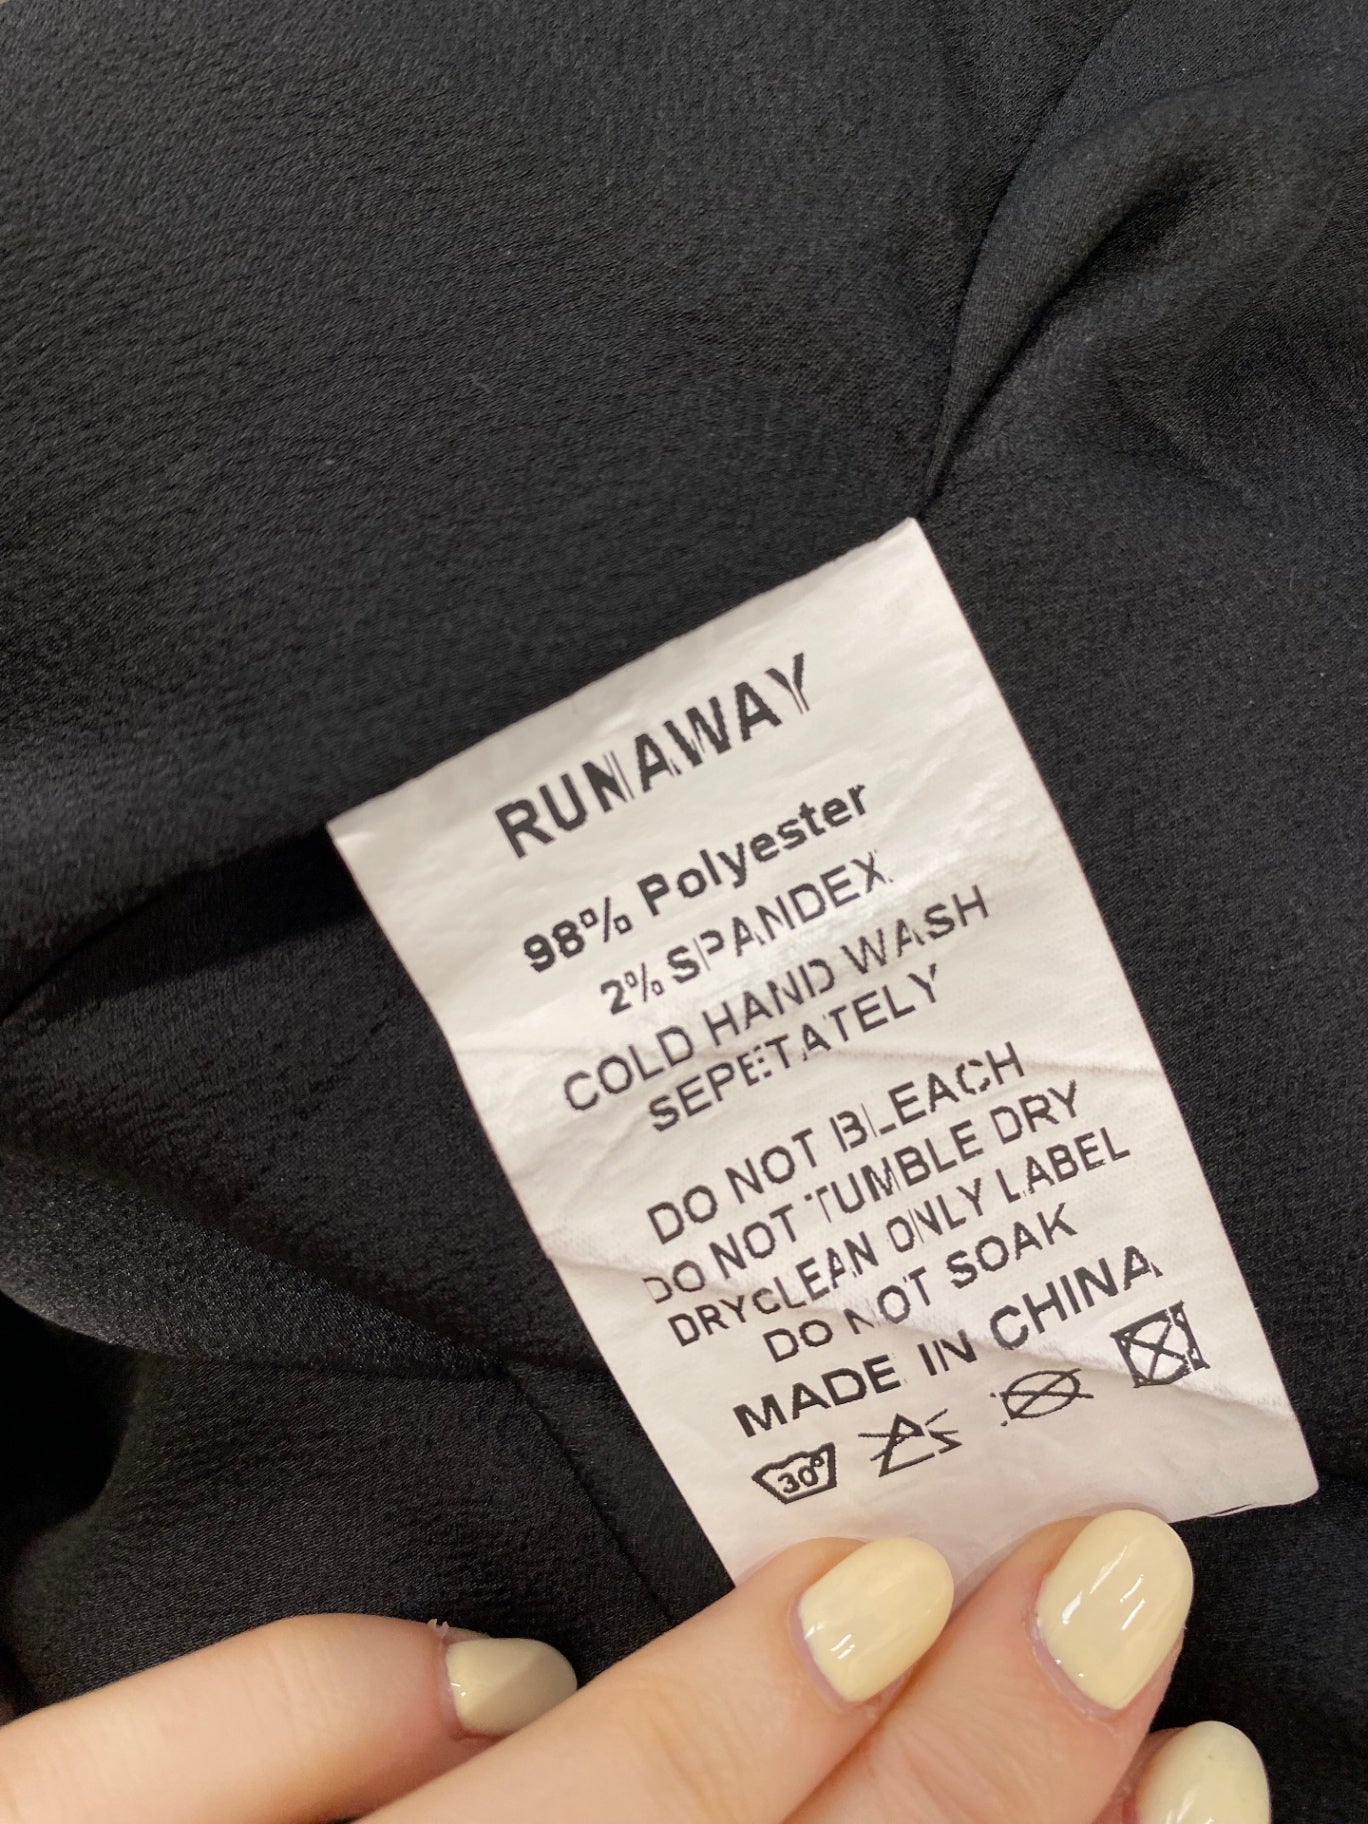 RUNAWAY
98% Polyester
2% SPANDEX
COLD HAND WASH
SEPETATELY
DO NOT BLEACH
DO NOT TUMBLE DRY
DRYCLEAN ONLY LABEL
DO NOT SOAK
MADE IN CHINA
30°